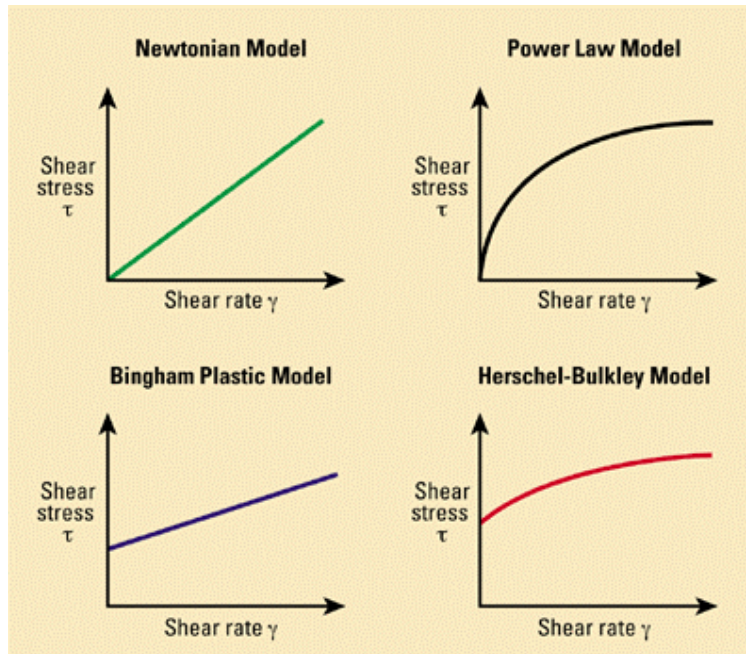 Newtonian Model
Shear
stress
τ
Shear rate γ
Power Law Model
Shear
stress
τ
Shear rate γ
Bingham Plastic Model
Shear
stress
τ
Shear rate γ
Herschel-Bulkley Model
Shear
stress
τ
Shear rate γ